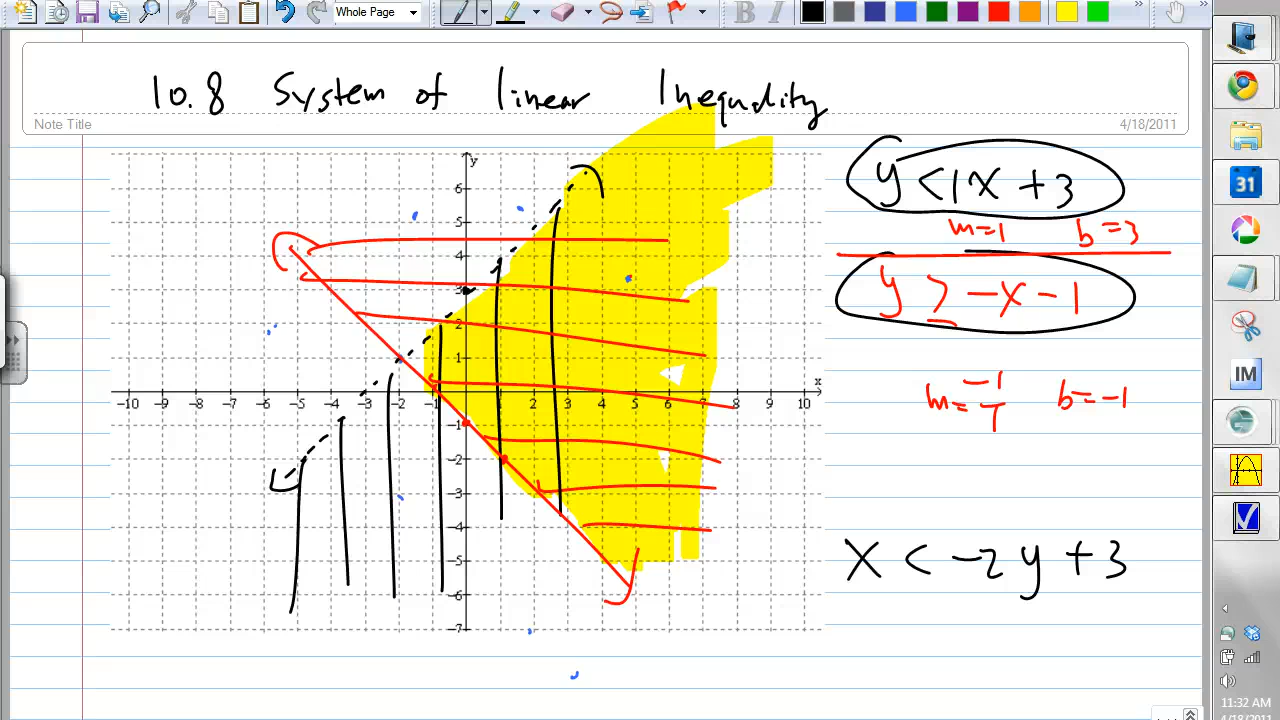 Whole Page
B I
10.8 System of linear Inequality
Note Title
4/18/2011
y
6
5
4
3
2
1
x
-10 -9 -8 -7 -6 -5 -4 -3 -2 -1 2 3 4 5 6 7 8 9 10
-1
-2
-3
-4
-5
-6
-7
y < 1x + 3
m=1 b=3
y ≥ -x - 1
m = -1/1 b = -1
x < -2y + 3
31
IM
11:32 AM
4/18/2011